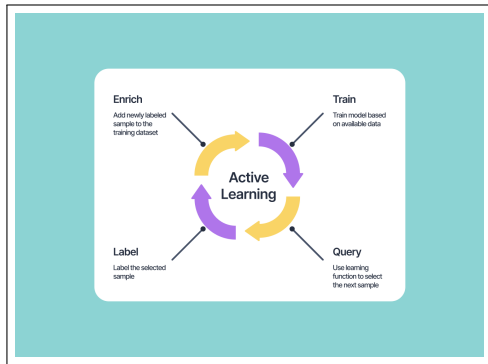 Enrich
Add newly labeled
sample to the
training dataset
Train
Train model based
on available data
Active
Learning
Label
Label the selected
sample
Query
Use learning
function to select
the next sample